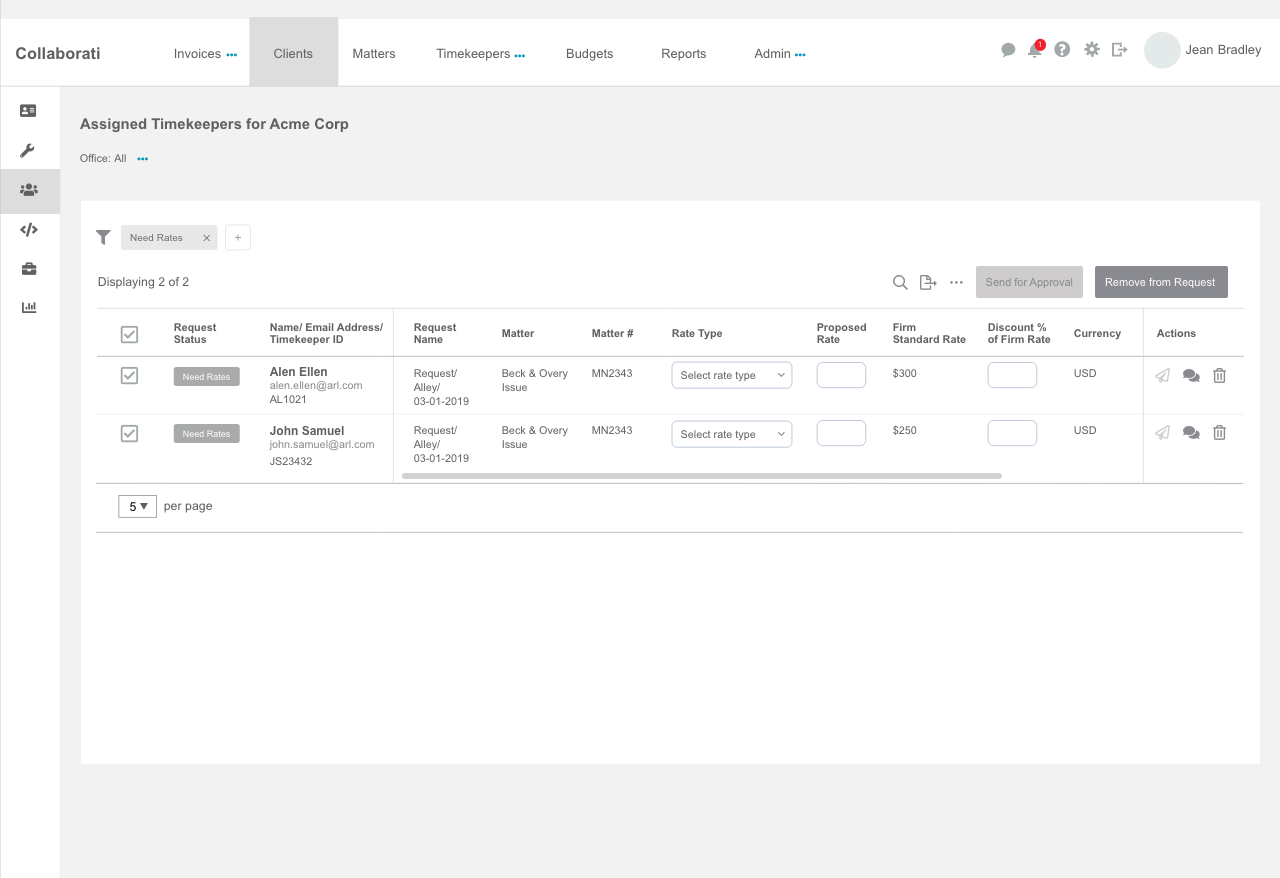 Collaborati
Invoices
Clients
Matters
Timekeepers
Budgets
Reports
Admin
1
Jean Bradley
Assigned Timekeepers for Acme Corp
Office: All
Need Rates
+
Displaying 2 of 2
Send for Approval
Remove from Request
Request
Status
Name/ Email Address/
Timekeeper ID
Request
Name
Matter
Matter #
Rate Type
Proposed
Rate
Firm
Standard Rate
Discount %
of Firm Rate
Currency
Actions
Need Rates
Alen Ellen
alen.ellen@arl.com
AL1021
Request/
Alley/
03-01-2019
Beck & Overy
Issue
MN2343
Select rate type
$300
USD
Need Rates
John Samuel
john.samuel@arl.com
JS23432
Request/
Alley/
03-01-2019
Beck & Overy
Issue
MN2343
Select rate type
$250
USD
5
per page